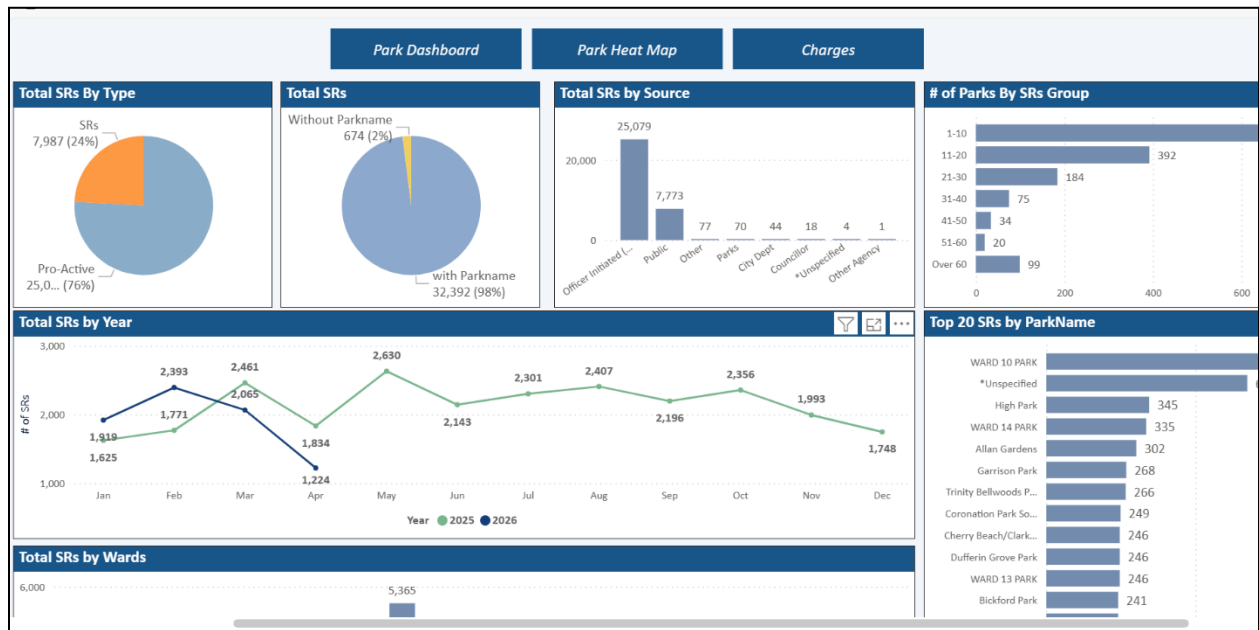 Park Dashboard
Park Heat Map
Charges
Total SRs By Type
SRs
7,987 (24%)
Pro-Active
25,0... (76%)
Total SRs
Without Parkname
674 (2%)
with Parkname
32,392 (98%)
Total SRs by Source
20,000
0
25,079
7,773
77
70
44
18
4
1
Officer Initiated (...
Public
Other
Parks
City Dept
Councillor
*Unspecified
Other Agency
# of Parks By SRs Group
1-10
11-20
392
21-30
184
31-40
75
41-50
34
51-60
20
Over 60
99
0
200
400
600
Total SRs by Year
# of SRs
3,000
2,000
1,000
2,393
2,461
2,065
2,630
2,301
2,407
2,356
1,919
1,625
1,771
1,834
1,224
2,143
2,196
1,993
1,748
Jan
Feb
Mar
Apr
May
Jun
Jul
Aug
Sep
Oct
Nov
Dec
Year
2025
2026
Top 20 SRs by ParkName
WARD 10 PARK
*Unspecified
High Park
345
WARD 14 PARK
335
Allan Gardens
302
Garrison Park
268
Trinity Bellwoods P...
266
Coronation Park So...
249
Cherry Beach/Clark...
246
Dufferin Grove Park
246
WARD 13 PARK
246
Bickford Park
241
Total SRs by Wards
6,000
5,365